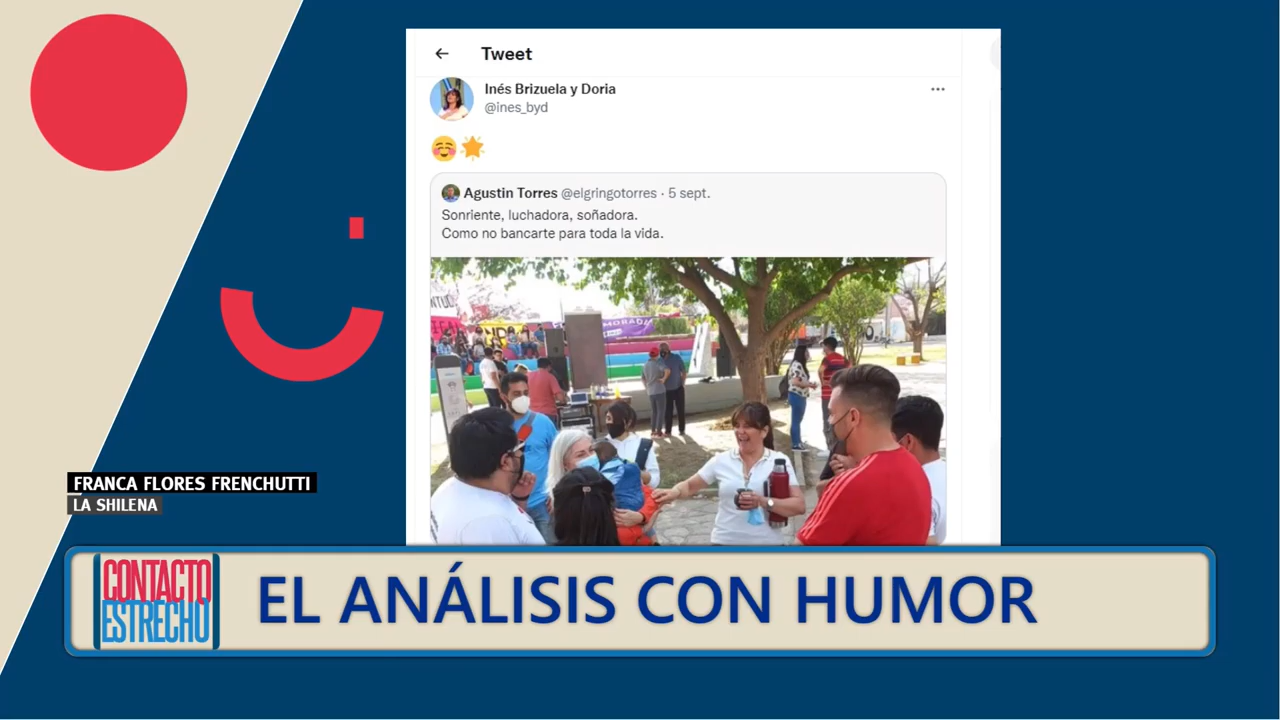 Tweet
Inés Brizuela y Doria
@ines_byd
Agustin Torres @elgringotorres · 5 sept.
Sonriente, luchadora, soñadora.
Como no bancarte para toda la vida.
FRANCA FLORES FRENCHUTTI
LA SHILENA
CONTACTO
ESTRECHO
EL ANÁLISIS CON HUMOR